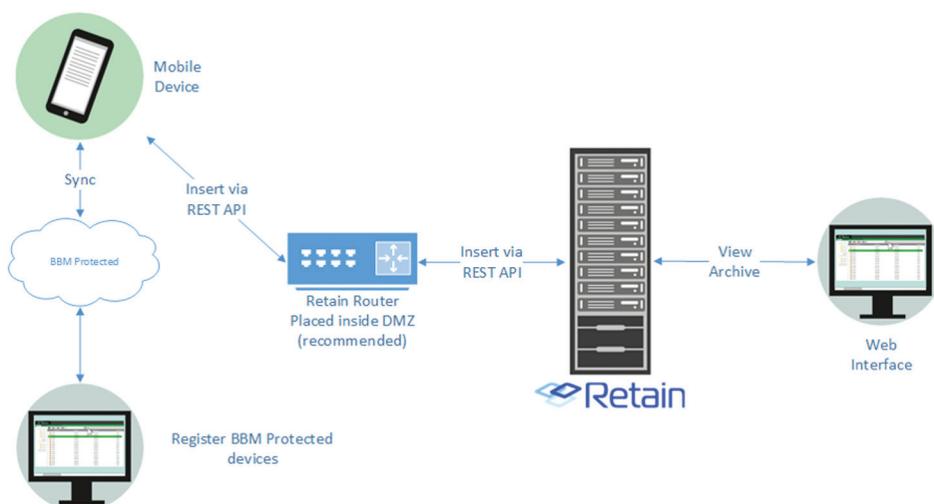 Mobile
Device
Sync
Insert via
REST API
BBM Protected
Retain Router
Placed inside DMZ
(recommended)
Insert via
REST API
Retain
View
Archive
Web
Interface
Register BBM Protected
devices